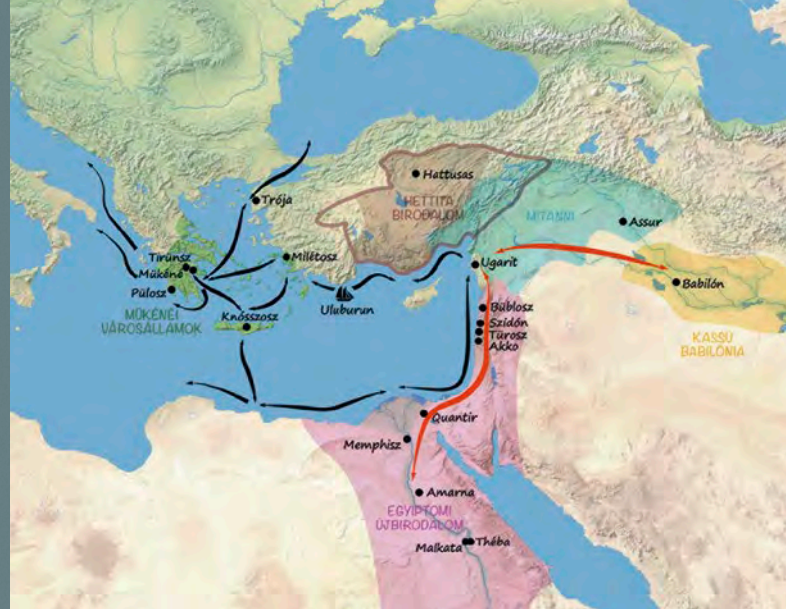 Hattusas
HETTITA
BIRODALOM
MITANNI
Trója
Assur
Tirünsz
Mükéné
Milétosz
Ugarit
Pülosz
Uluburun
Babilón
MÜKÉNÉI
VÁROSÁLLAMOK
Knósszosz
Büblosz
Szidón
Türosz
Akko
KASSÚ
BABILÓNIA
Quantir
Memphisz
Amarna
EGYIPTOMI
ÚJBIRODALOM
Malkata
Théba